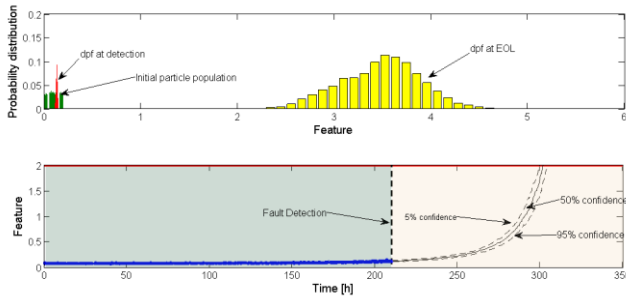 Probability distribution
0.2
0.15
0.1
0.05
0
dpf at detection
Initial particle population
dpf at EOL
0 1 2 3 4 5 6
Feature
Feature
2
1.5
1
0.5
0
Fault Detection
5% confidence
50% confidence
95% confidence
0 50 100 150 200 250 300 35
Time [h]